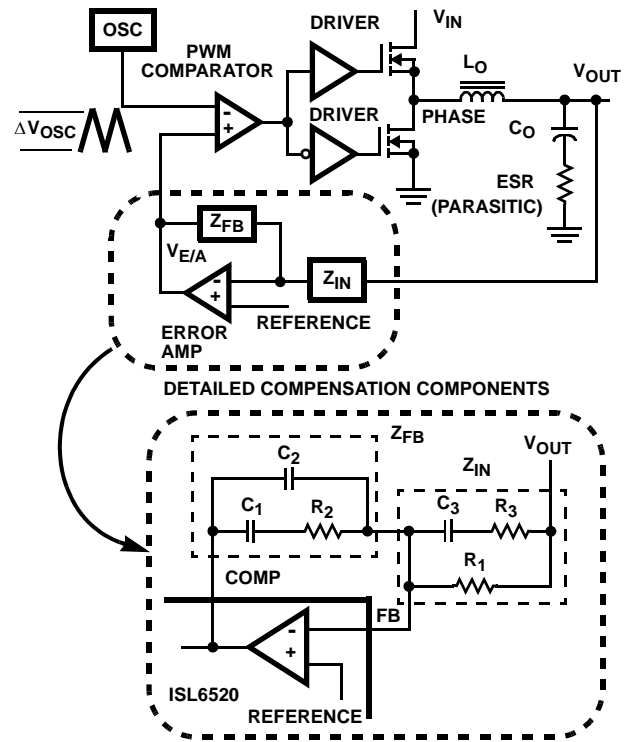 OSC
PWM
COMPARATOR
DRIVER
V_IN
ΔV_OSC
-
+
DRIVER
PHASE
L_O
V_OUT
C_O
ESR
(PARASITIC)
Z_FB
V_E/A
-
+
Z_IN
REFERENCE
ERROR
AMP
DETAILED COMPENSATION COMPONENTS
Z_FB
V_OUT
C_2
Z_IN
C_1
R_2
C_3
R_3
R_1
COMP
FB
-
+
ISL6520
REFERENCE